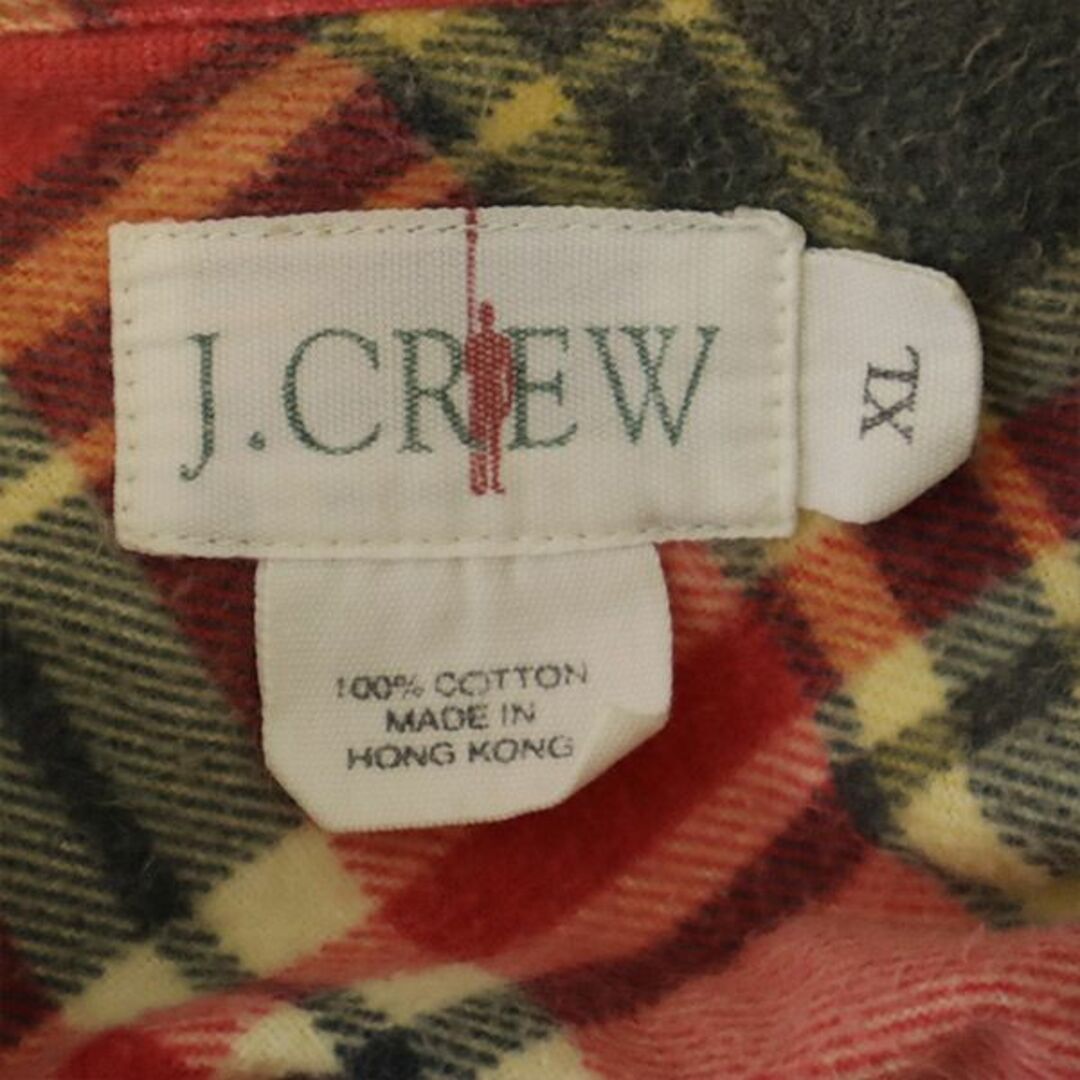 J.CREW
XL
100% COTTON
MADE IN
HONG KONG